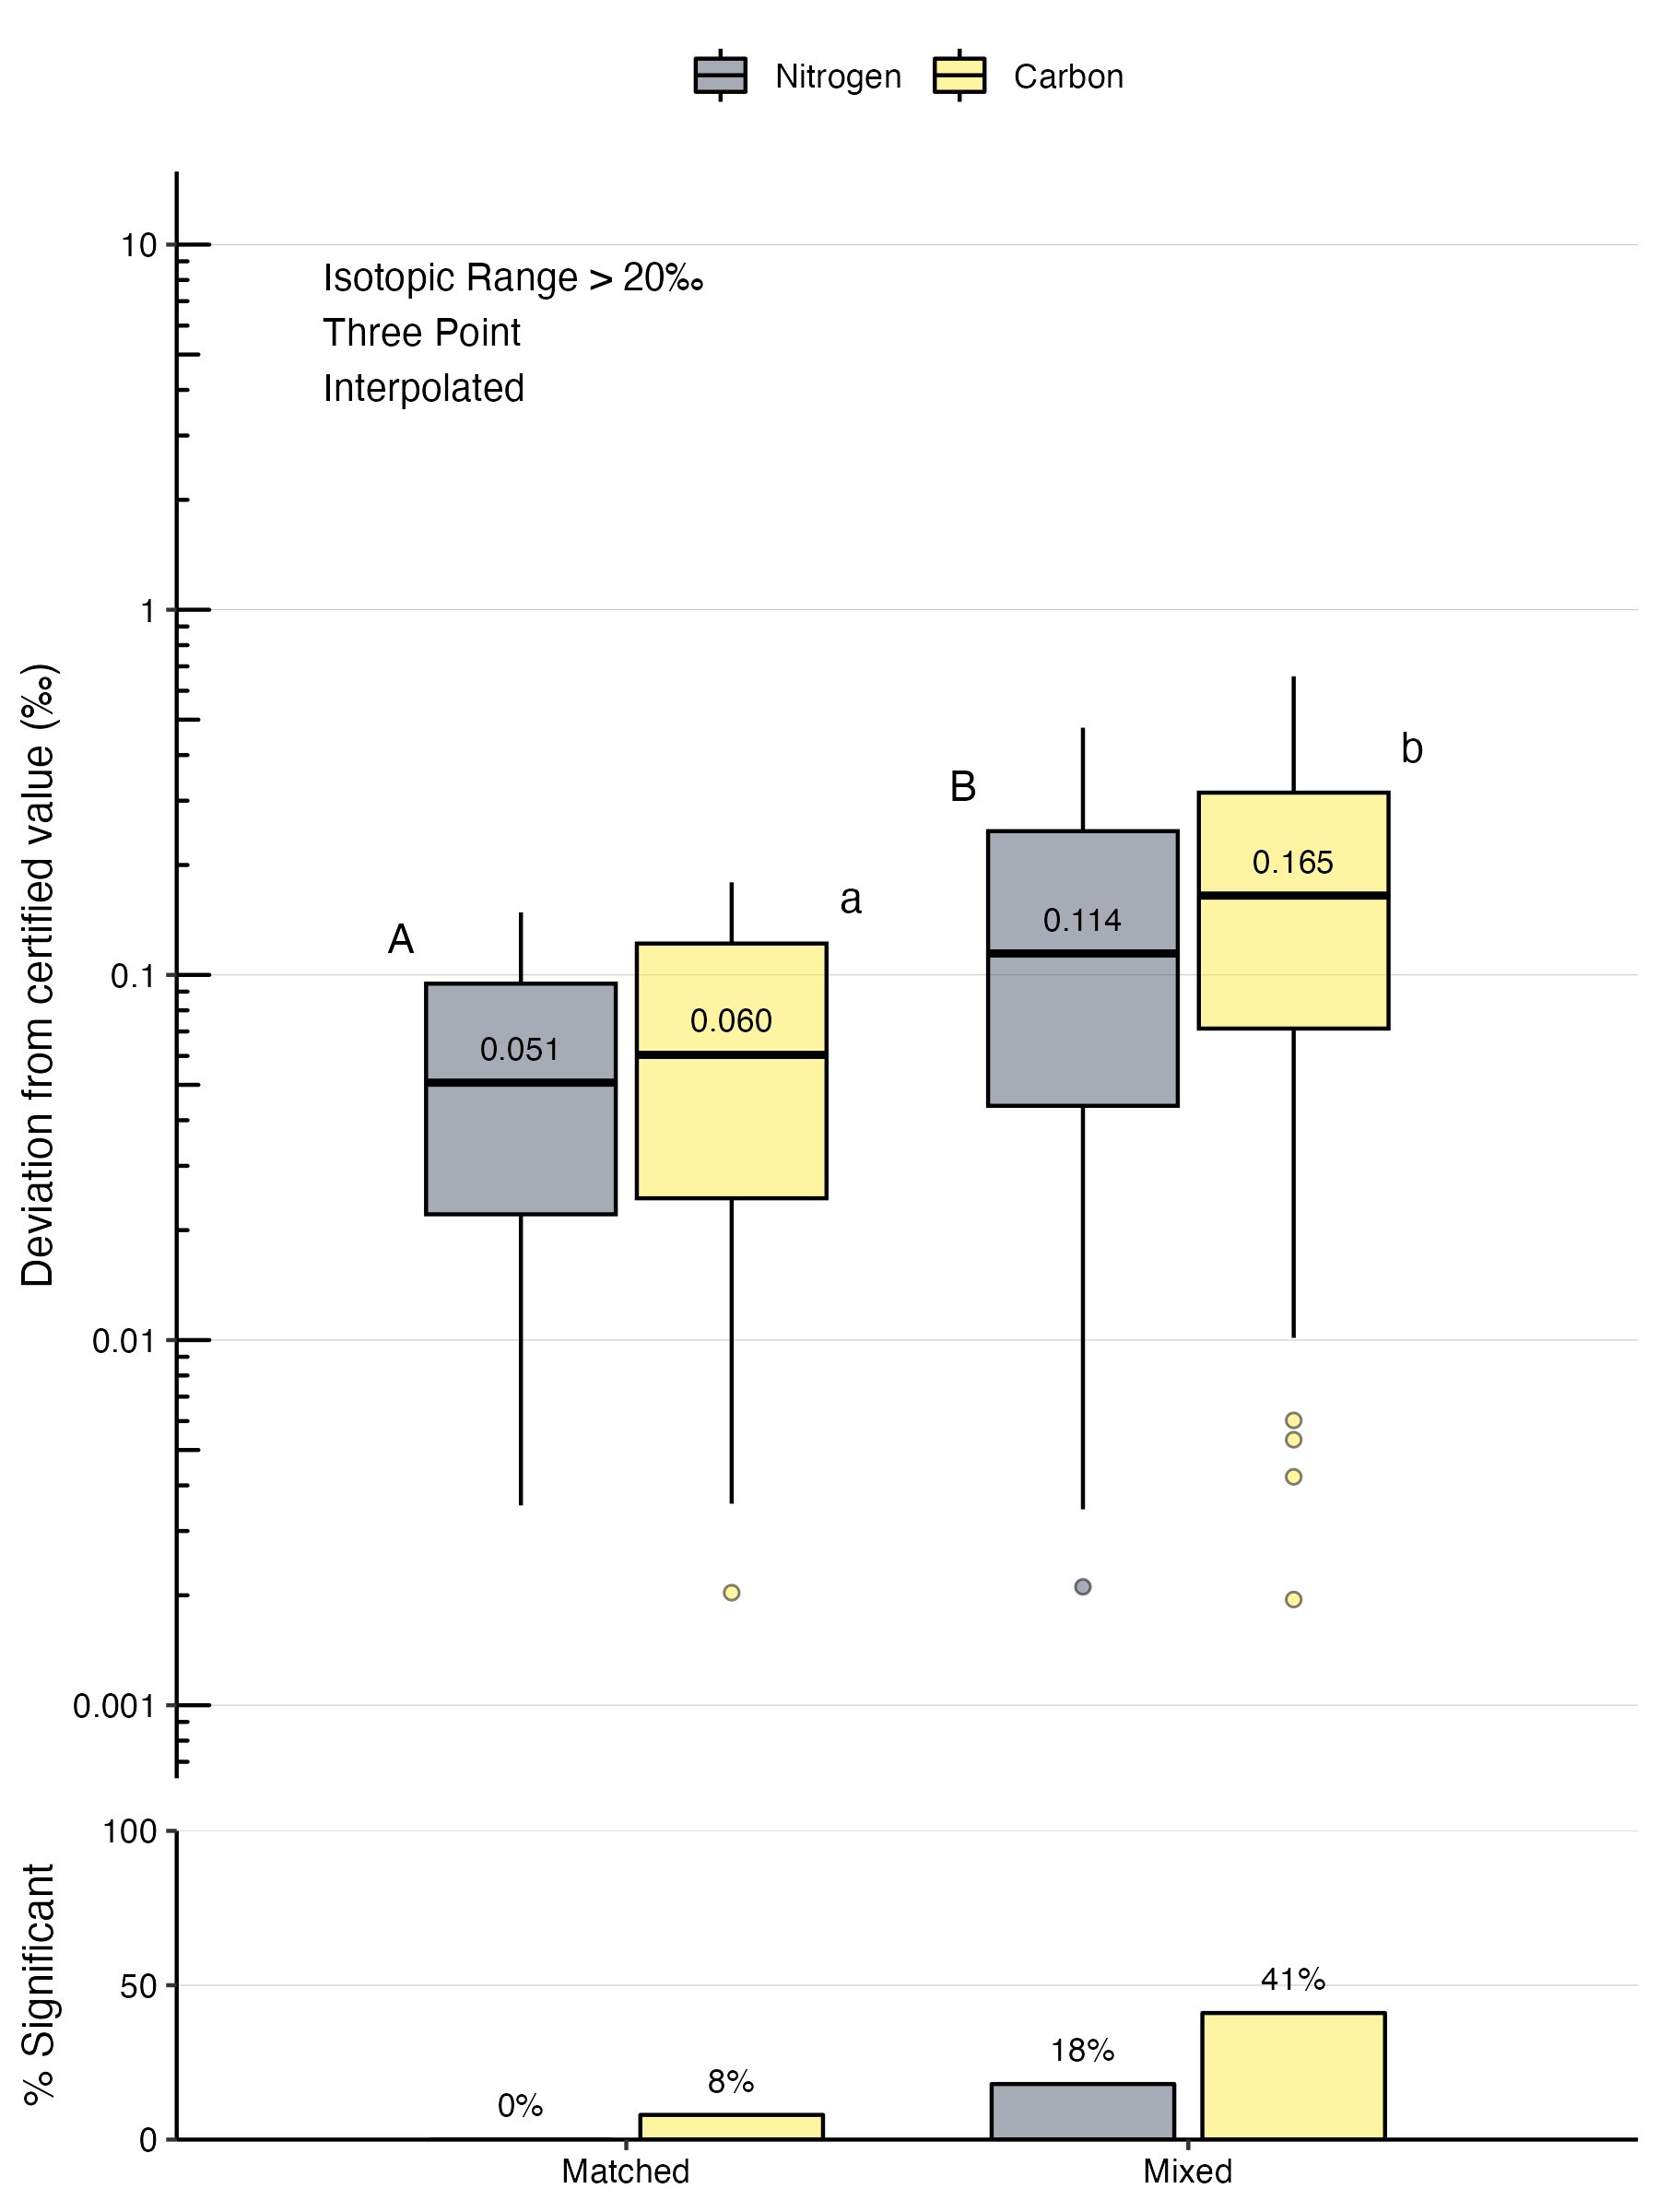 Nitrogen Carbon
Isotopic Range > 20‰
Three Point
Interpolated
Deviation from certified value (‰)
10
1
0.1
0.01
0.001
A
a
B
b
0.051
0.060
0.114
0.165
% Significant
100
50
0
0%
8%
18%
41%
Matched
Mixed